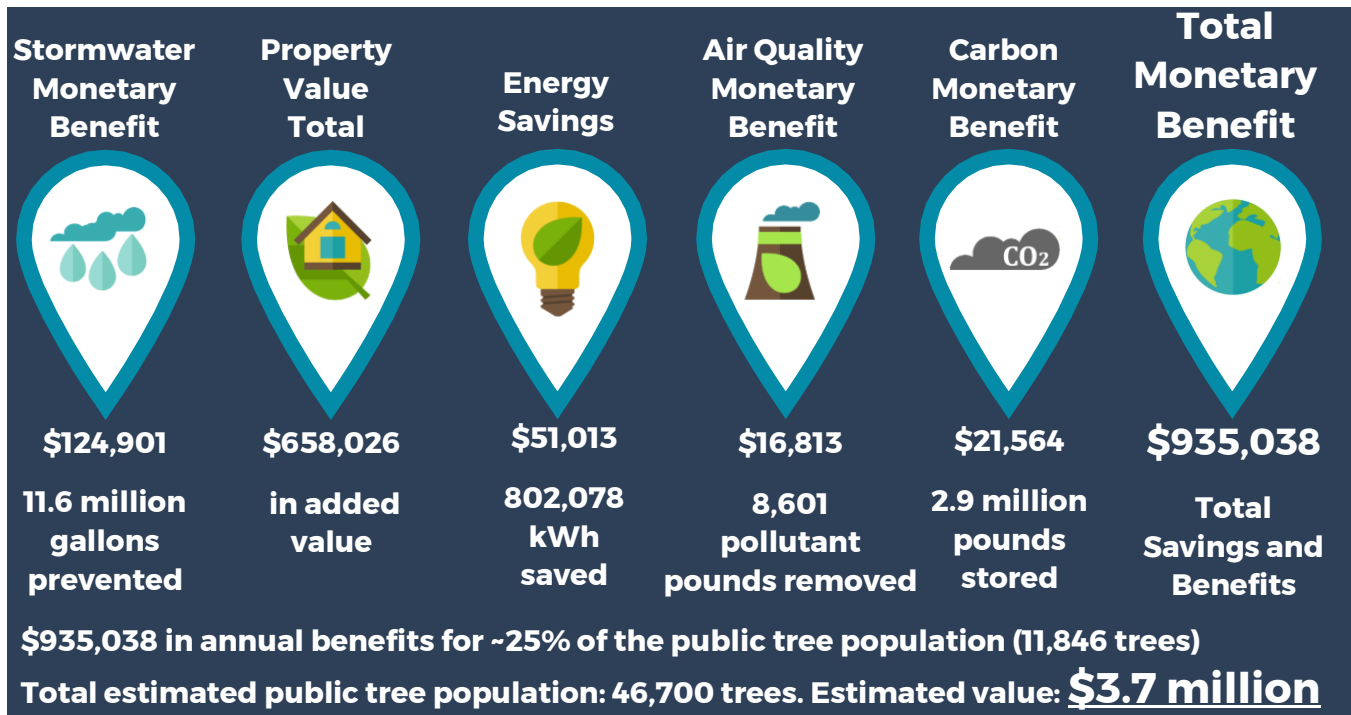 Stormwater
Monetary
Benefit
$124,901
11.6 million
gallons
prevented
Property
Value
Total
$658,026
in added
value
Energy
Savings
$51,013
802,078
kWh
saved
Air Quality
Monetary
Benefit
$16,813
8,601
pollutant
pounds removed
Carbon
Monetary
Benefit
CO2
$21,564
2.9 million
pounds
stored
Total
Monetary
Benefit
$935,038
Total
Savings and
Benefits
$935,038 in annual benefits for ~25% of the public tree population (11,846 trees)
Total estimated public tree population: 46,700 trees. Estimated value: $3.7 million